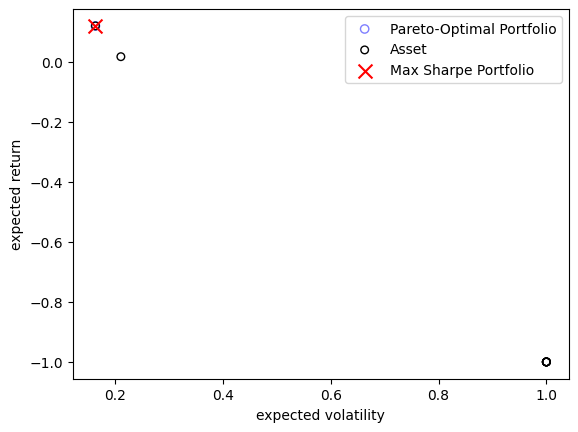 Pareto-Optimal Portfolio
Asset
Max Sharpe Portfolio
expected return
0.0
−0.2
−0.4
−0.6
−0.8
−1.0
0.2
0.4
0.6
0.8
1.0
expected volatility